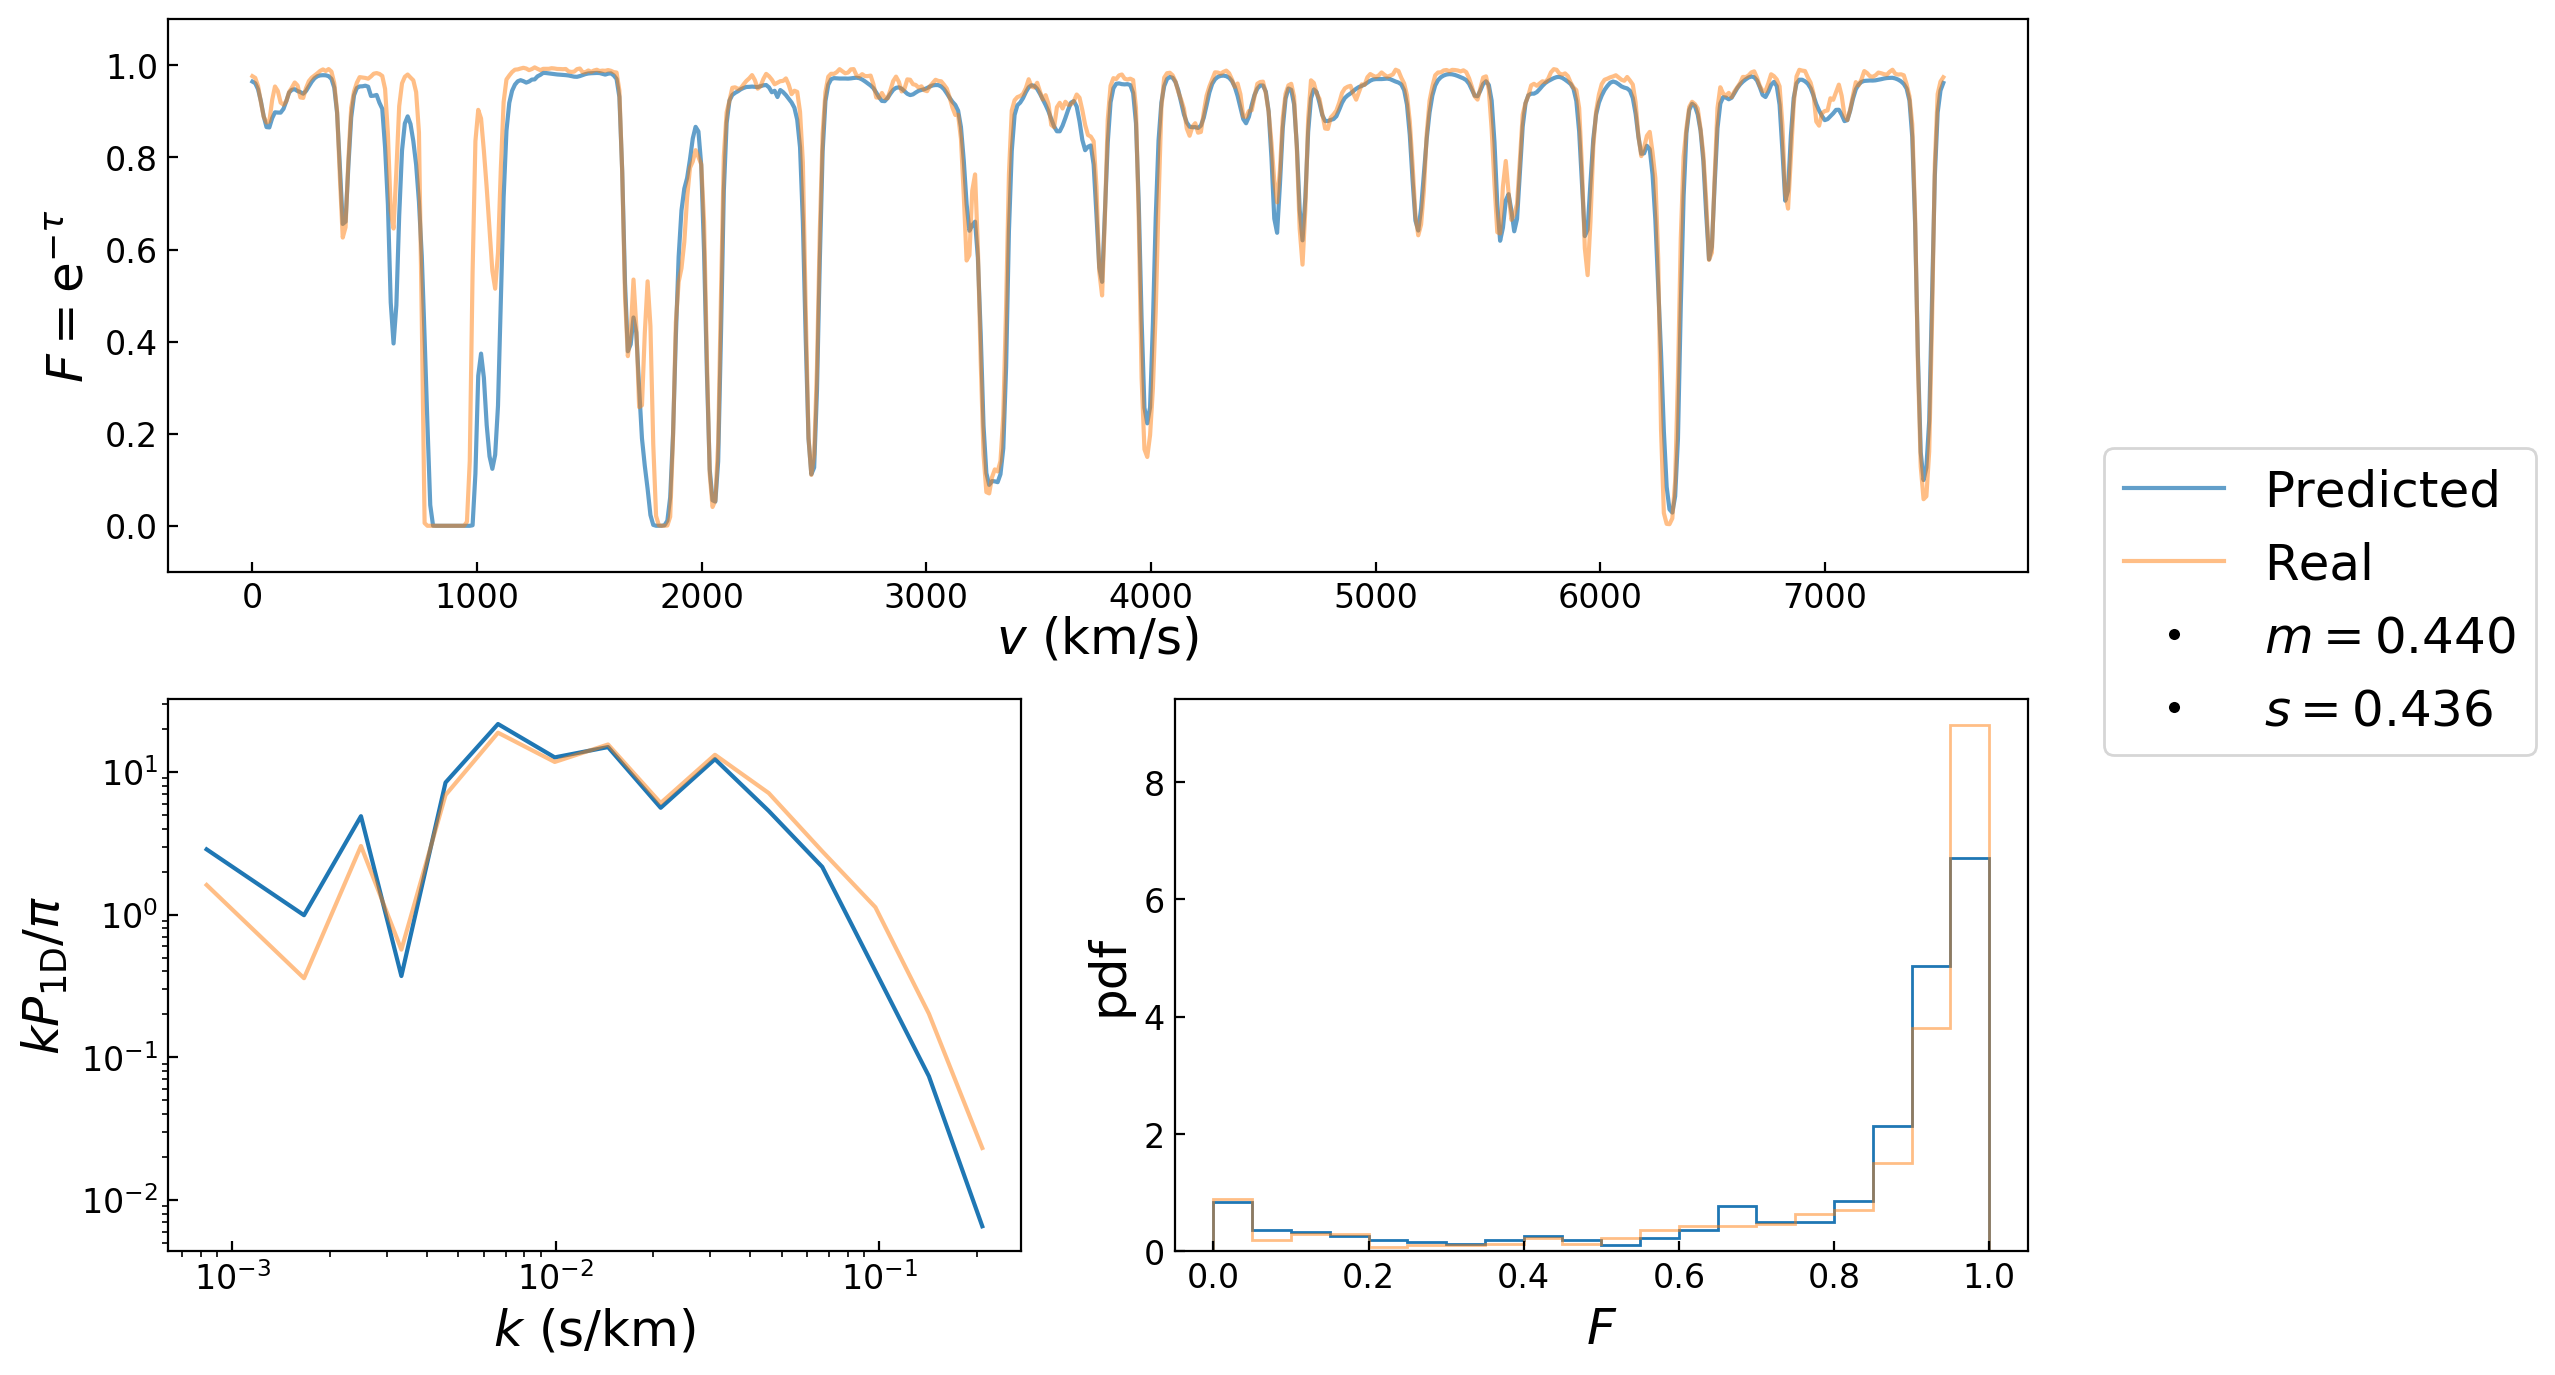 1.0
0.8
0.6
0.4
0.2
0.0
F = e^{-τ}
0 1000 2000 3000 4000 5000 6000 7000
v (km/s)
Predicted
Real
m = 0.440
s = 0.436
10^1
10^0
10^{-1}
10^{-2}
kP_{1D}/π
10^{-3} 10^{-2} 10^{-1}
k (s/km)
8
6
4
2
0
pdf
0.0 0.2 0.4 0.6 0.8 1.0
F